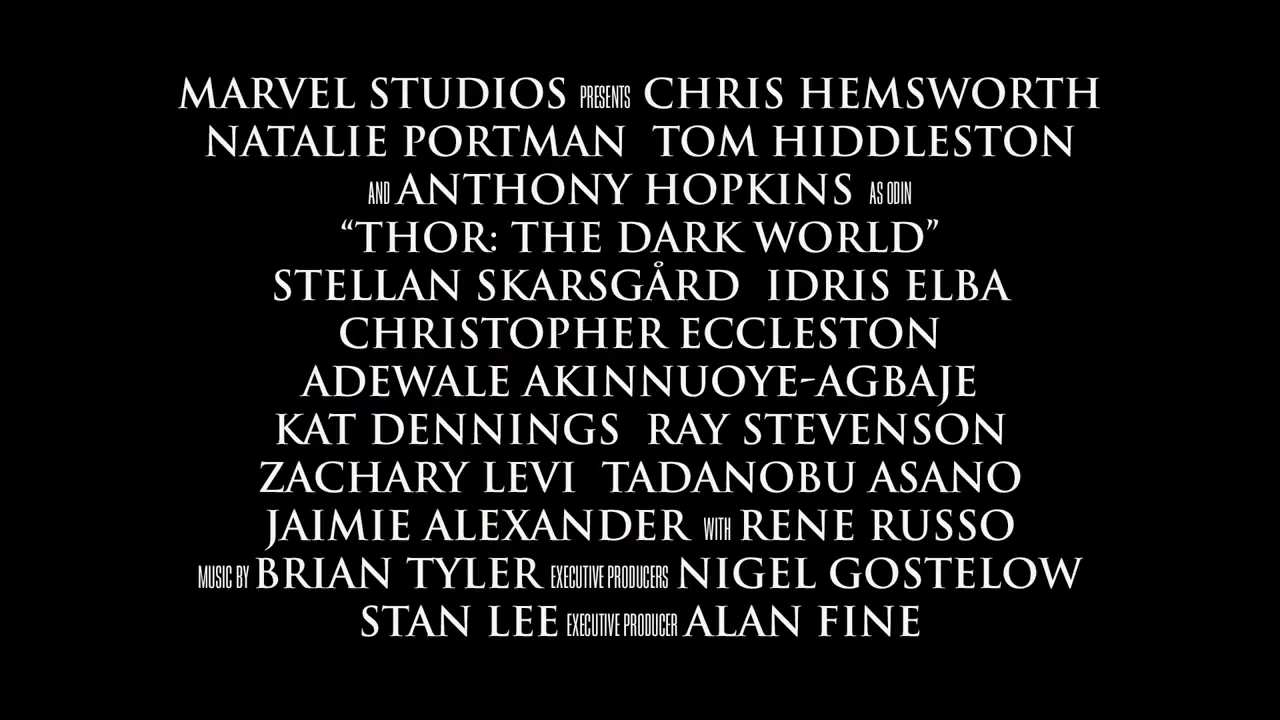 MARVEL STUDIOS PRESENTS CHRIS HEMSWORTH
NATALIE PORTMAN TOM HIDDLESTON
AND ANTHONY HOPKINS AS ODIN
“THOR: THE DARK WORLD”
STELLAN SKARSGÅRD IDRIS ELBA
CHRISTOPHER ECCLESTON
ADEWALE AKINNUOYE-AGBAJE
KAT DENNINGS RAY STEVENSON
ZACHARY LEVI TADANOBU ASANO
JAIMIE ALEXANDER WITH RENE RUSSO
MUSIC BY BRIAN TYLER EXECUTIVE PRODUCERS NIGEL GOSTELOW
STAN LEE EXECUTIVE PRODUCER ALAN FINE